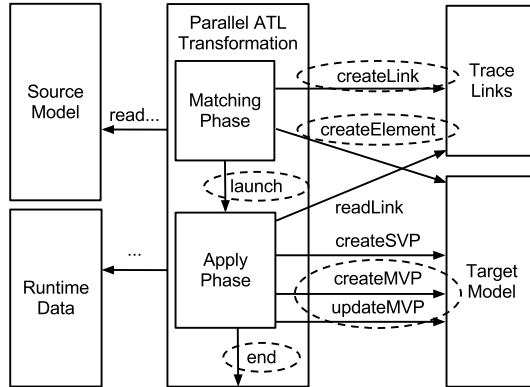 Parallel ATL
Transformation
Source
Model
read...
Matching
Phase
createLink
Trace
Links
createElement
launch
readLink
Runtime
Data
...
Apply
Phase
createSVP
createMVP
updateMVP
Target
Model
end